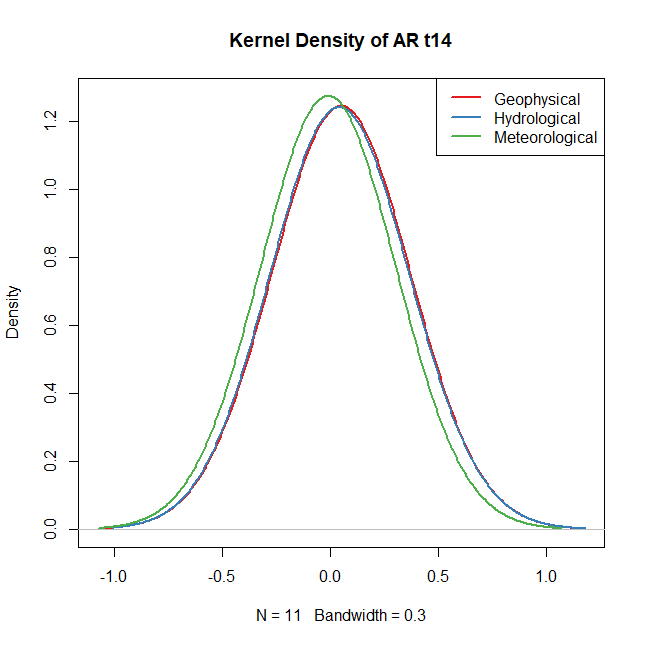 Kernel Density of AR t14
Geophysical
Hydrological
Meteorological
Density
1.2
1.0
0.8
0.6
0.4
0.2
0.0
-1.0 -0.5 0.0 0.5 1.0
N = 11 Bandwidth = 0.3